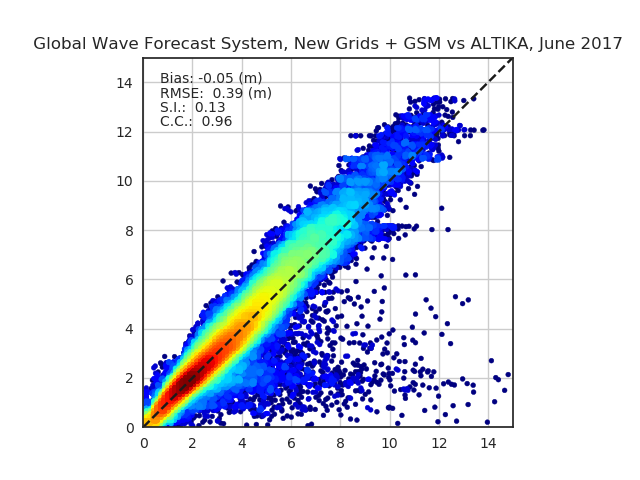 Global Wave Forecast System, New Grids + GSM vs ALTIKA, June 2017
Bias: -0.05 (m)
RMSE:  0.39 (m)
S.I.:  0.13
C.C.:  0.96
14
12
10
8
6
4
2
0
0 2 4 6 8 10 12 14